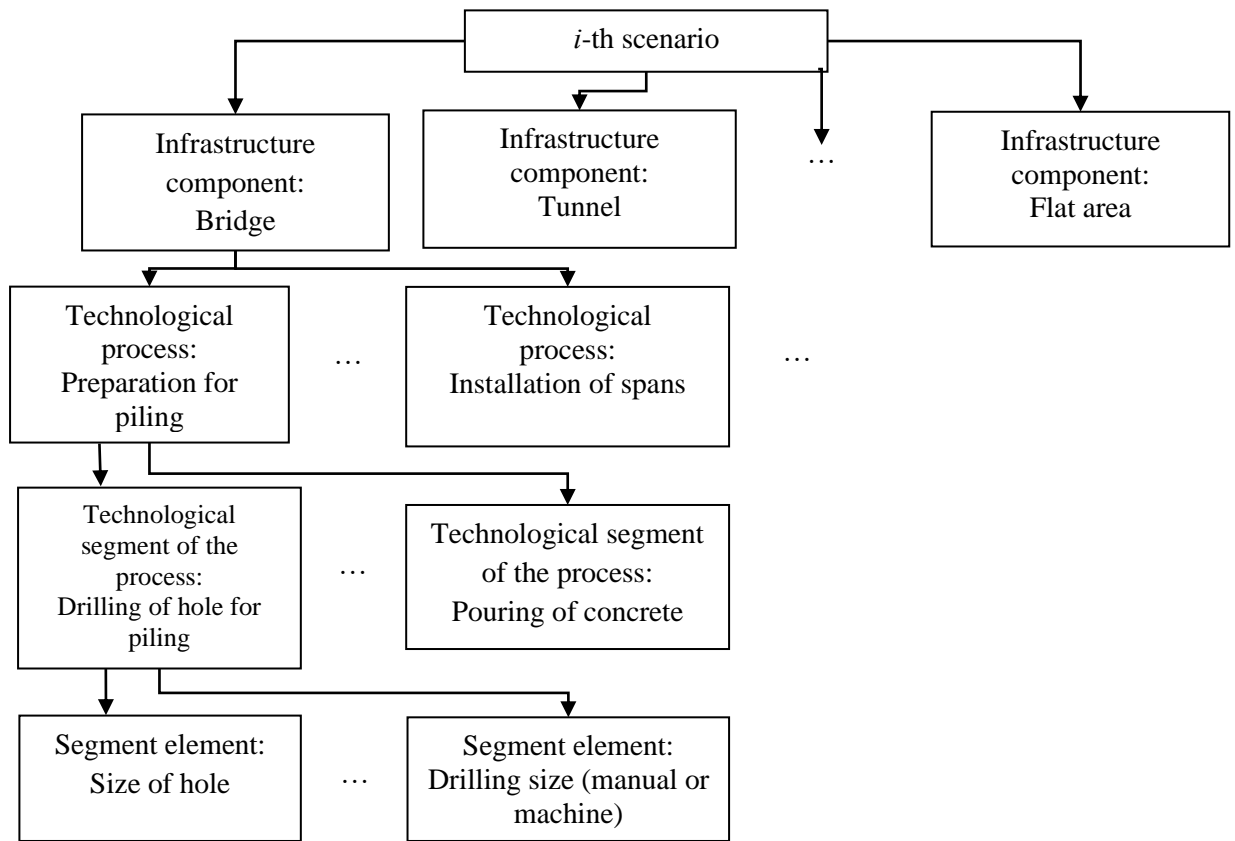 i-th scenario
Infrastructure
component:
Bridge
Infrastructure
component:
Tunnel
…
Infrastructure
component:
Flat area
Technological
process:
Preparation for
piling
…
Technological
process:
Installation of spans
…
Technological
segment of the
process:
Drilling of hole for
piling
…
Technological segment
of the process:
Pouring of concrete
Segment element:
Size of hole
…
Segment element:
Drilling size (manual or
machine)